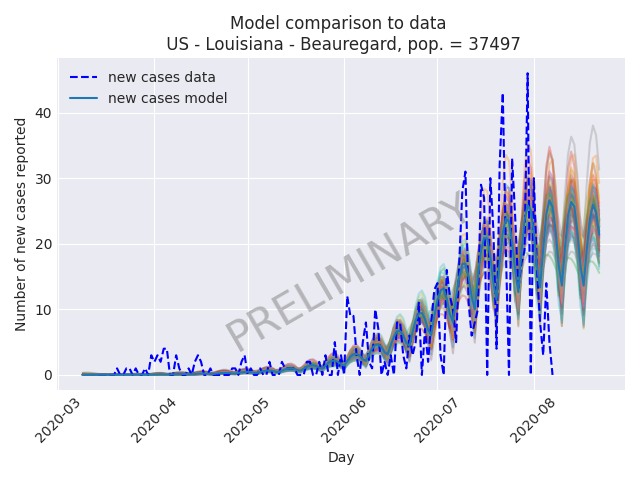 Model comparison to data
US - Louisiana - Beauregard, pop. = 37497
new cases data
new cases model
Number of new cases reported
40
30
20
10
0
PRELIMINARY
2020-03
2020-04
2020-05
2020-06
2020-07
2020-08
Day